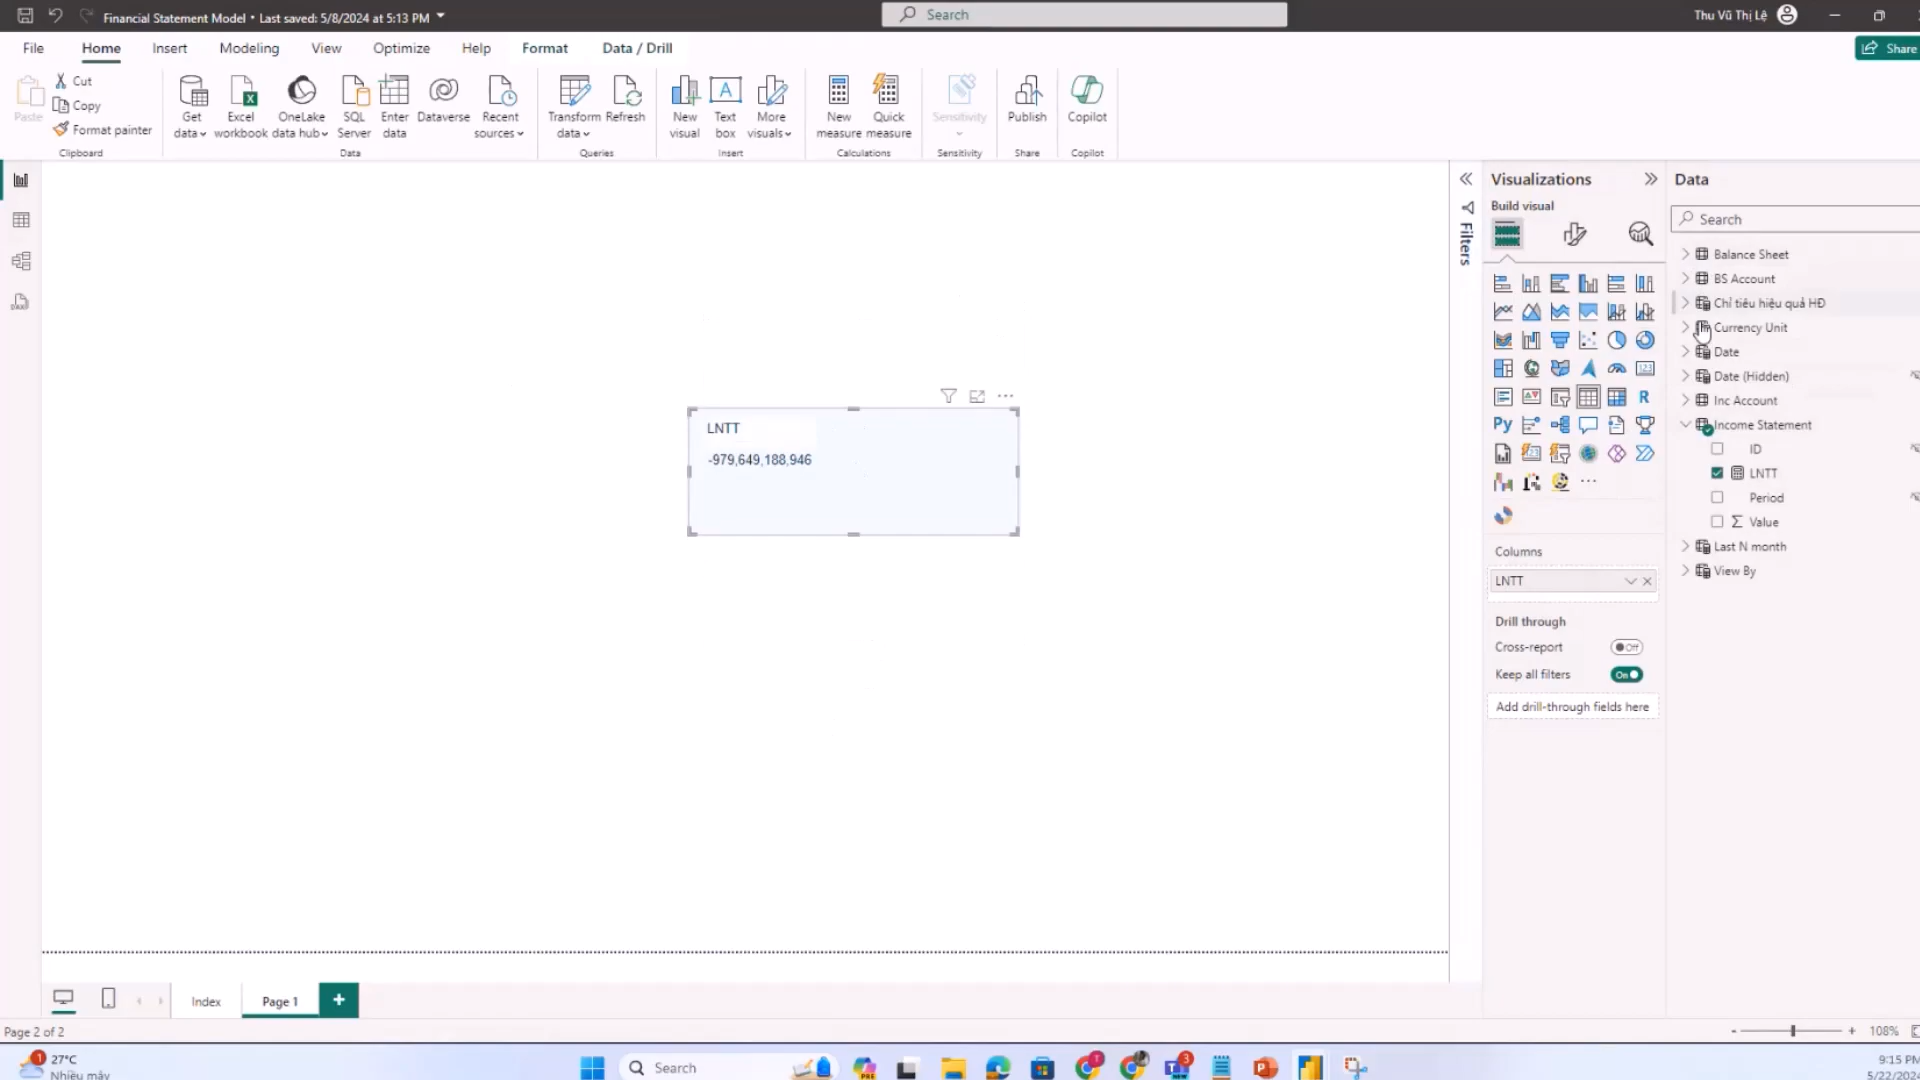 Financial Statement Model • Last saved: 5/8/2024 at 5:13 PM
Search
Thu Vũ Thị Lệ
File
Home
Insert
Modeling
View
Optimize
Help
Format
Data / Drill
Share
Paste
Cut
Copy
Format painter
Clipboard
Get data
Excel workbook
OneLake data hub
SQL Server
Enter data
Dataverse
Recent sources
Data
Transform data
Refresh
Queries
New visual
Text box
More visuals
Insert
New measure
Quick measure
Calculations
Sensitivity
Sensitivity
Publish
Share
Copilot
Copilot
LNTT
-979,649,188,946
Filters
Visualizations
Build visual
Columns
LNTT
Drill through
Cross-report
Off
Keep all filters
On
Add drill-through fields here
Data
Search
Balance Sheet
BS Account
Chỉ tiêu hiệu quả HĐ
Currency Unit
Date
Date (Hidden)
Inc Account
Income Statement
ID
LNTT
Period
Value
Last N month
View By
Index
Page 1
Page 2 of 2
108%
27°C
Nhiều mây
Search
9:15 PM